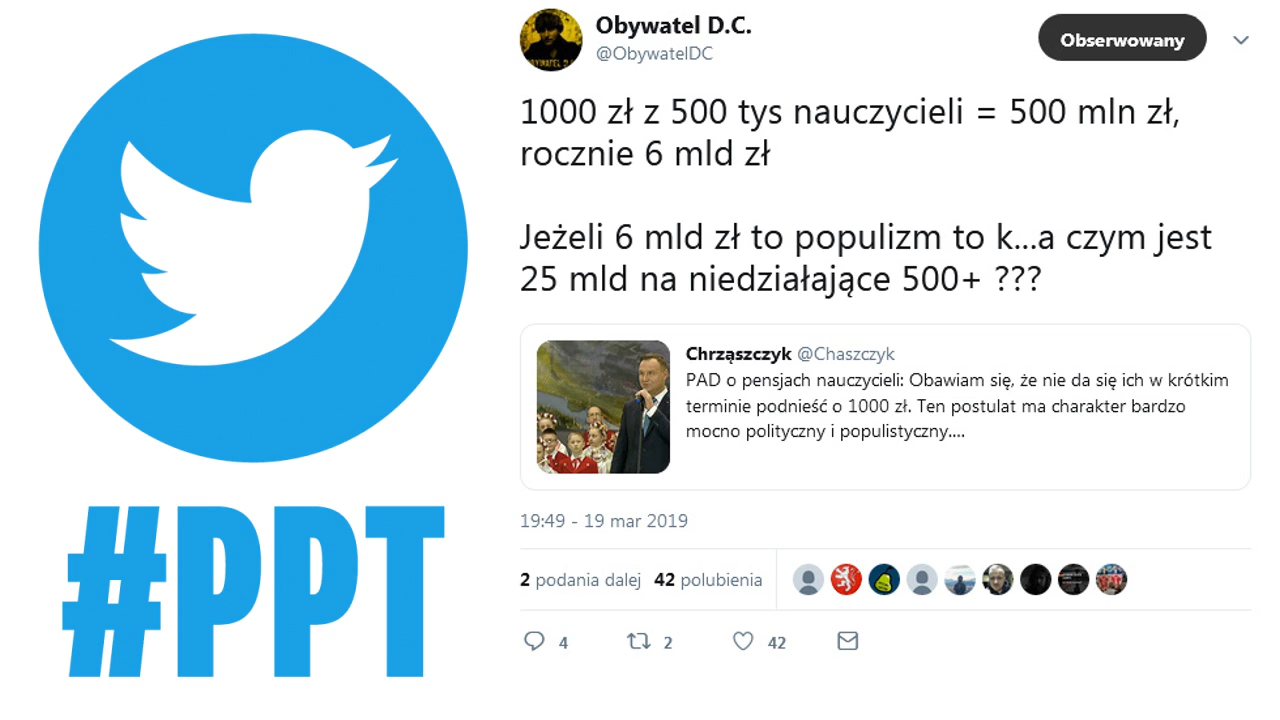 Obywatel D.C.
@ObywatelDC
Obserwowany
1000 zł z 500 tys nauczycieli = 500 mln zł,
rocznie 6 mld zł
Jeżeli 6 mld zł to populizm to k...a czym jest
25 mld na niedziałające 500+ ???
Chrząszczyk @Chaszczyk
PAD o pensjach nauczycieli: Obawiam się, że nie da się ich w krótkim
terminie podnieść o 1000 zł. Ten postulat ma charakter bardzo
mocno polityczny i populistyczny....
19:49 - 19 mar 2019
2 podania dalej 42 polubienia
4 2 42
#PPT